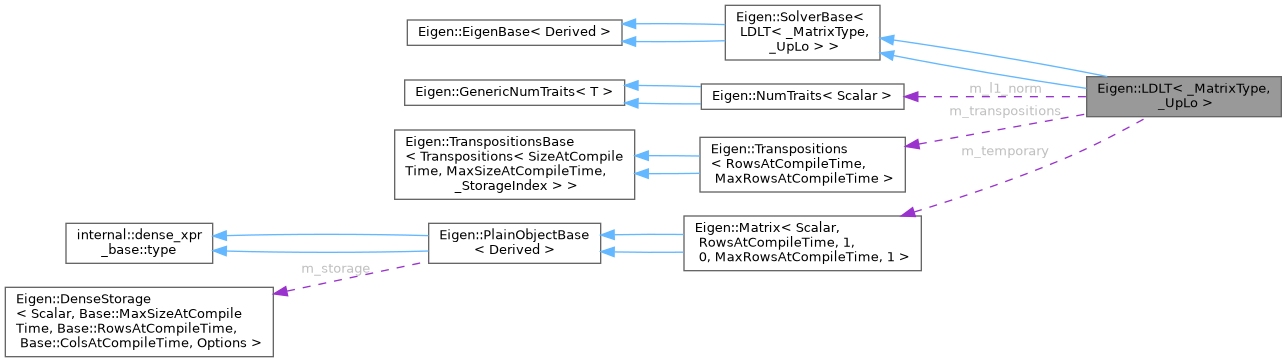 Eigen::SolverBase<
LDLT< _MatrixType,
_UpLo > >
Eigen::EigenBase< Derived >
Eigen::LDLT< _MatrixType,
_UpLo >
Eigen::GenericNumTraits< T >
Eigen::NumTraits< Scalar >
m_l1_norm
m_transpositions
Eigen::TranspositionsBase
< Transpositions< SizeAtCompile
Time, MaxSizeAtCompileTime,
_StorageIndex > >
Eigen::Transpositions
< RowsAtCompileTime,
MaxRowsAtCompileTime >
m_temporary
internal::dense_xpr
_base::type
Eigen::PlainObjectBase
< Derived >
Eigen::Matrix< Scalar,
RowsAtCompileTime, 1,
0, MaxRowsAtCompileTime, 1 >
m_storage
Eigen::DenseStorage
< Scalar, Base::MaxSizeAtCompile
Time, Base::RowsAtCompileTime,
Base::ColsAtCompileTime, Options >